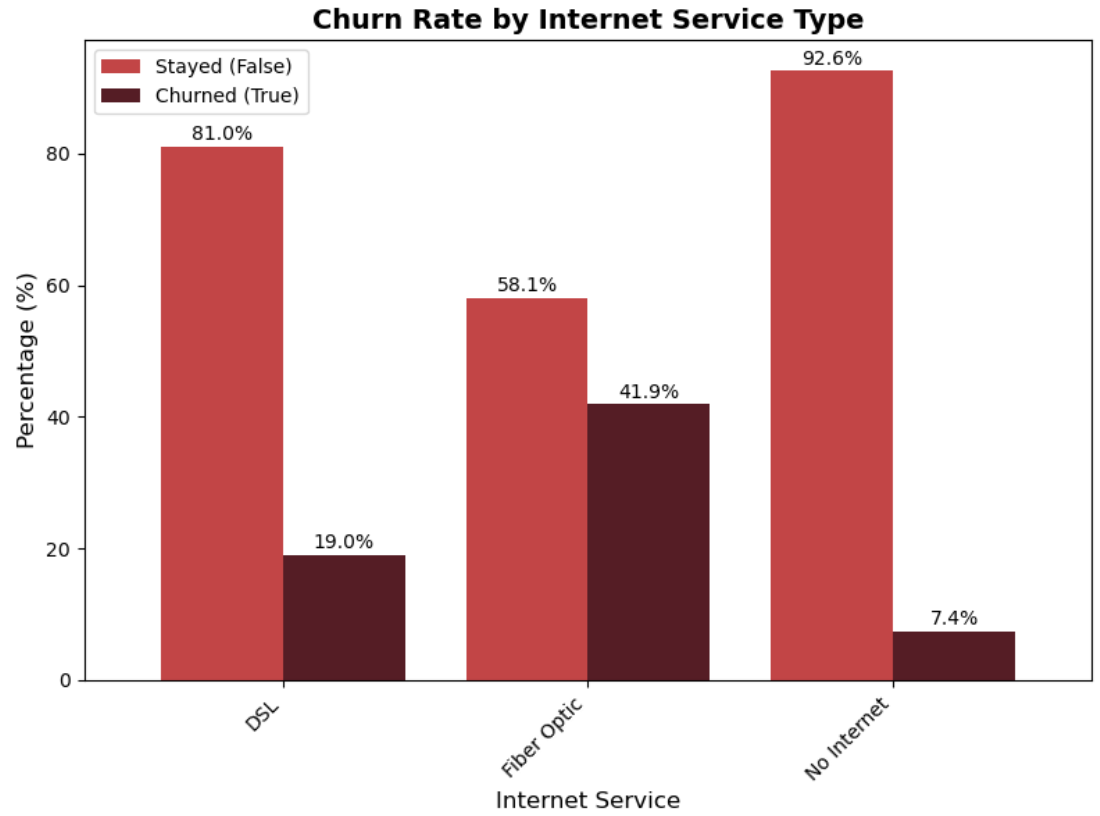 Churn Rate by Internet Service Type
Stayed (False)
Churned (True)
92.6%
81.0%
58.1%
41.9%
19.0%
7.4%
80
60
40
20
0
Percentage (%)
DSL
Fiber Optic
No Internet
Internet Service